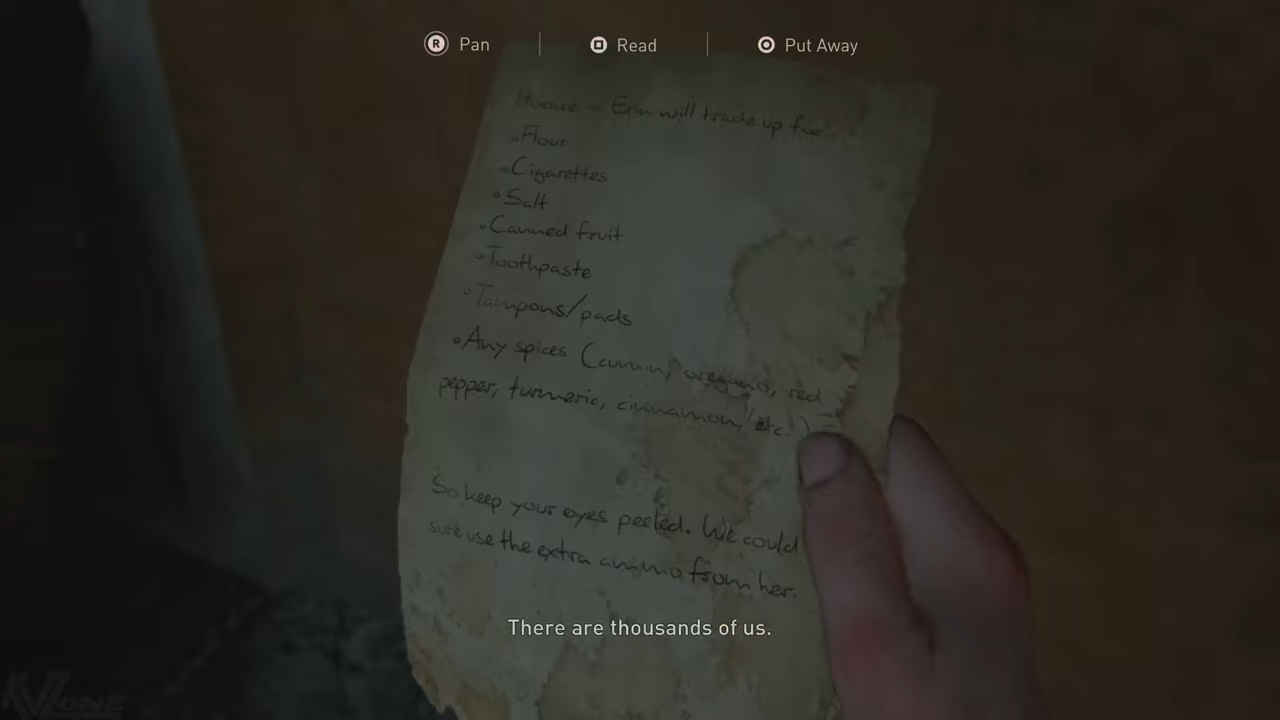 R Pan Read Put Away
Horace - Erin will trade up for:
Flour
Cigarettes
Salt
Canned fruit
Toothpaste
Tampons/pads
Any spices (cumin, oregano, red
pepper, turmeric, cinnamon, etc.)
So keep your eyes peeled. We could
sure use the extra ammo from her.
There are thousands of us.
KVZONE